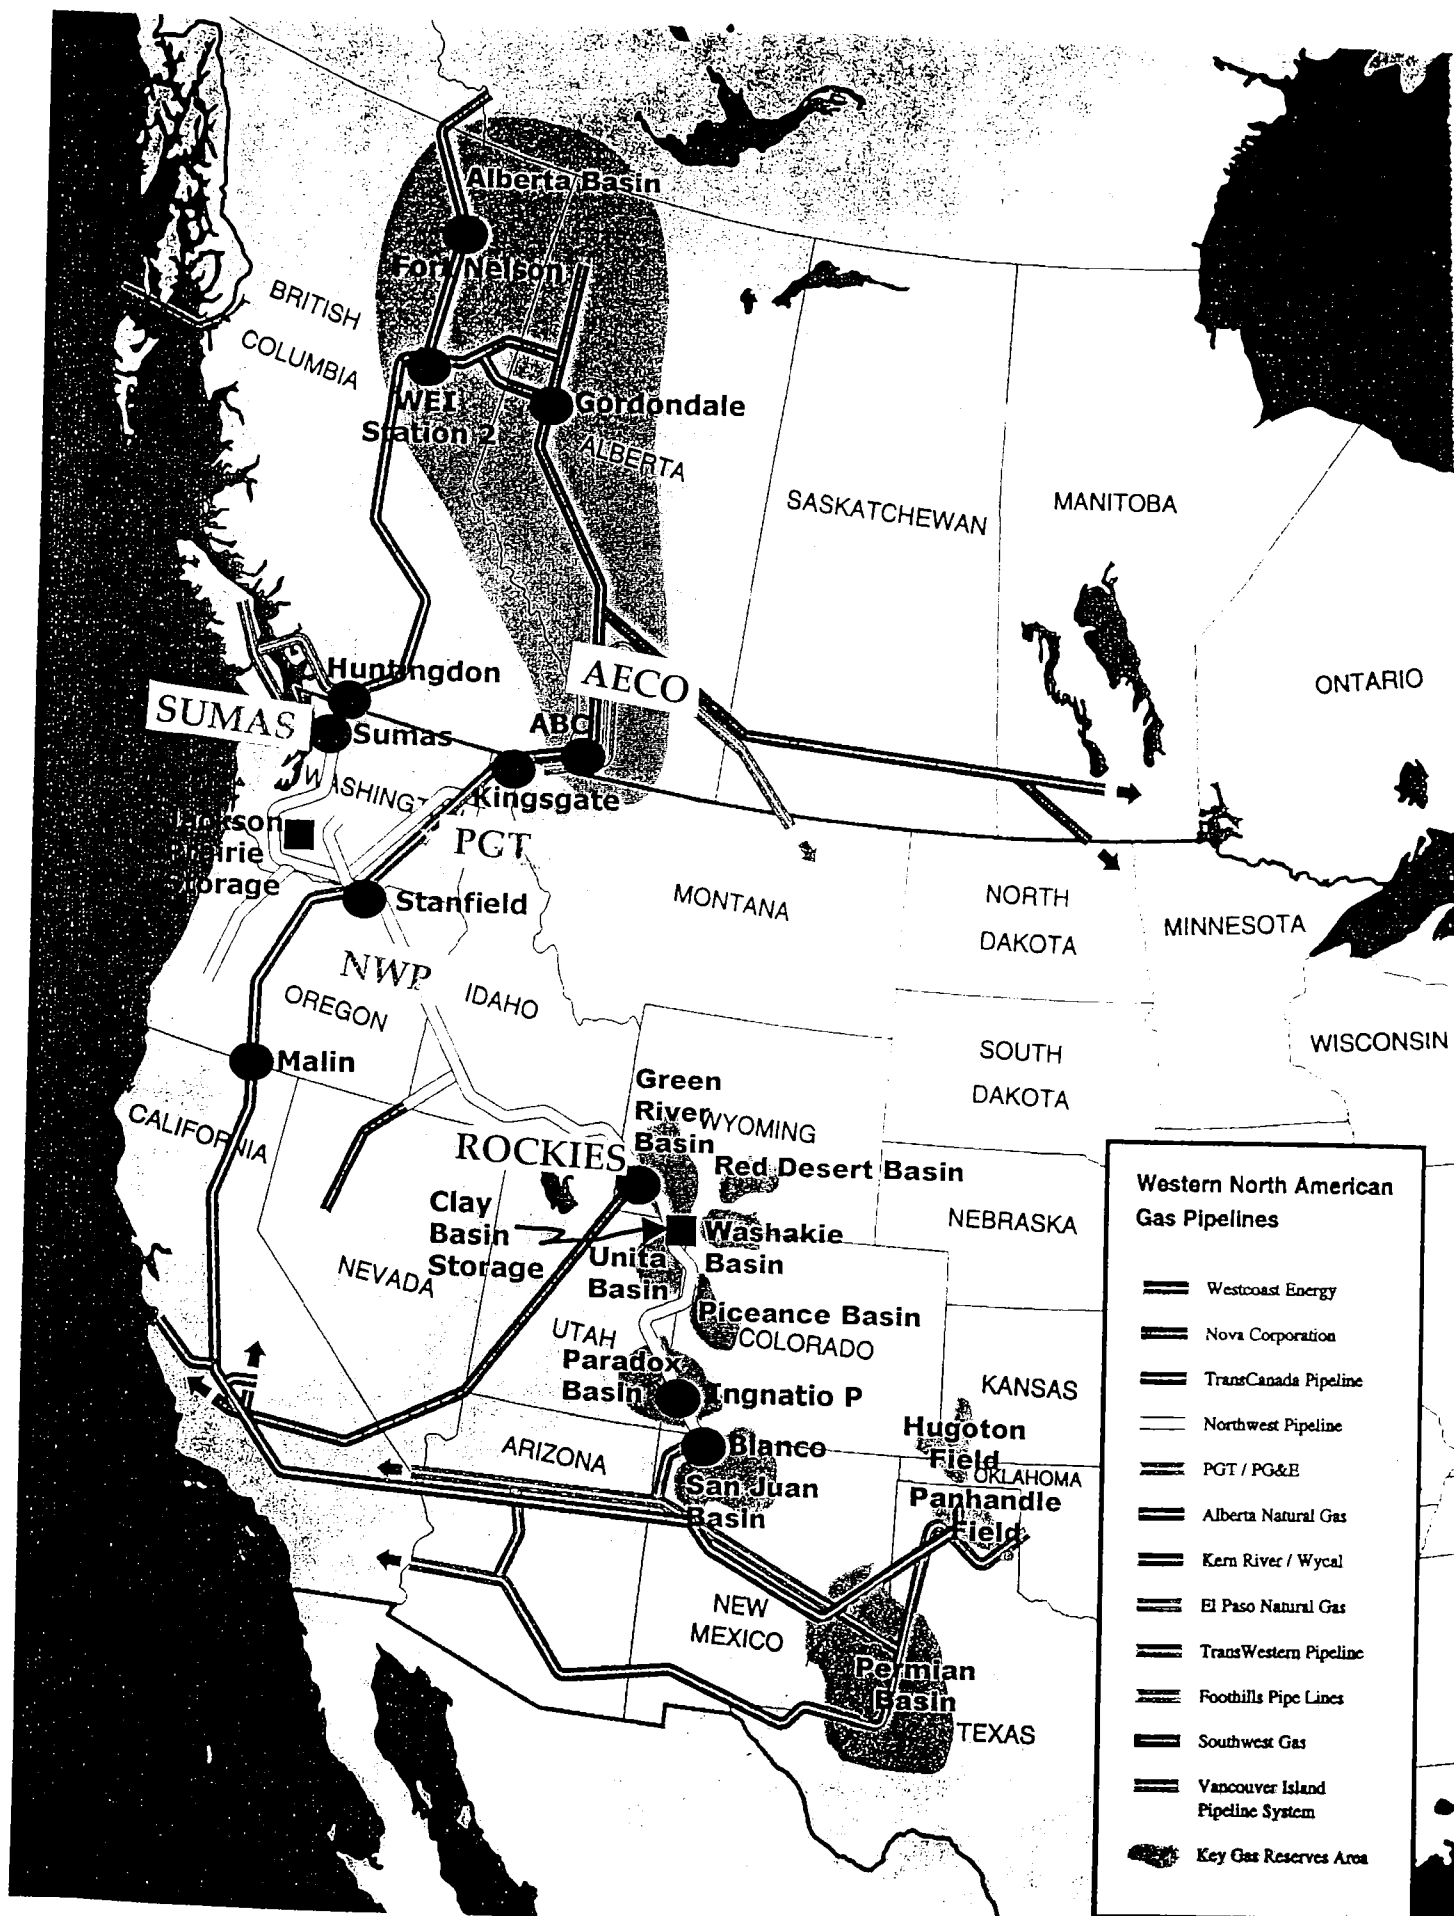 Alberta Basin
Fort Nelson
BRITISH
COLUMBIA
WEI
Station 2
Gordondale
ALBERTA
SASKATCHEWAN
MANITOBA
ONTARIO
Huntingdon
AECO
SUMAS
Sumas
ABC
Kingsgate
PGT
Storage
Stanfield
MONTANA
NORTH
DAKOTA
MINNESOTA
NWP
OREGON
IDAHO
WISCONSIN
SOUTH
DAKOTA
Malin
CALIFORNIA
Green
River
Basin
WYOMING
ROCKIES
Red Desert Basin
Clay
Basin
Storage
Washakie
Basin
NEBRASKA
Unita
Basin
NEVADA
Piceance Basin
UTAH
COLORADO
Paradox
Basin
Ingnatio P
KANSAS
Hugoton
Field
ARIZONA
Blanco
OKLAHOMA
San Juan
Basin
Panhandle
Field
NEW
MEXICO
Permian
Basin
TEXAS
Western North American
Gas Pipelines
Westcoast Energy
Nova Corporation
TransCanada Pipeline
Northwest Pipeline
PGT / PG&E
Alberta Natural Gas
Kern River / Wycal
El Paso Natural Gas
TransWestern Pipeline
Foothills Pipe Lines
Southwest Gas
Vancouver Island
Pipeline System
Key Gas Reserves Area